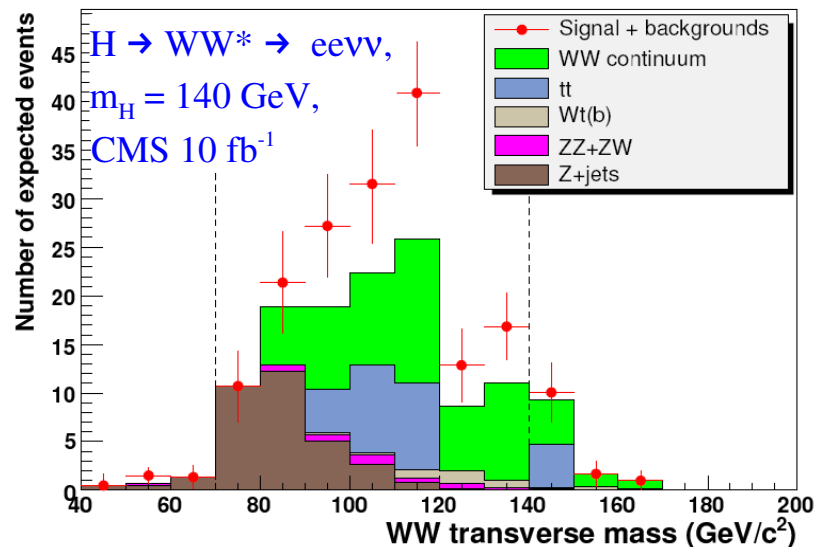 H → WW* → eeνν,
m_H = 140 GeV,
CMS 10 fb⁻¹
Signal + backgrounds
WW continuum
tt
Wt(b)
ZZ+ZW
Z+jets
Number of expected events
45
40
35
30
25
20
15
10
5
0
40 60 80 100 120 140 160 180 200
WW transverse mass (GeV/c²)